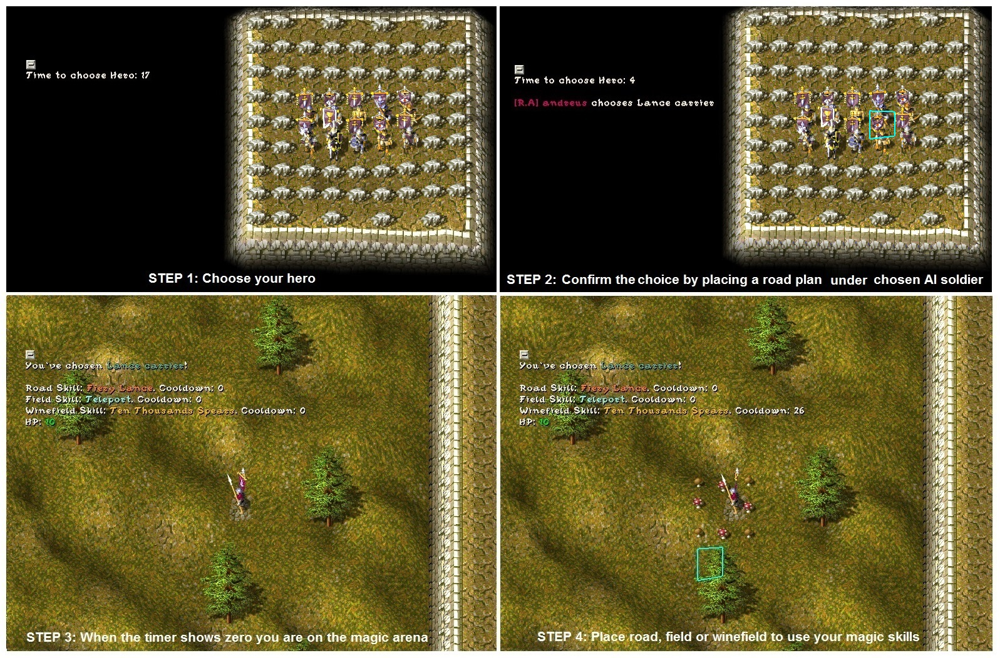 Time to choose Hero: 17
STEP 1: Choose your hero
Time to choose Hero: 4
[R.A] andreus chooses Lance carrier
STEP 2: Confirm the choice by placing a road plan under chosen AI soldier
You've chosen Lance carrier!
Road Skill: Fiery Lance. Cooldown: 0
Field Skill: Teleport. Cooldown: 0
Winefield Skill: Ten Thousands Spears. Cooldown: 0
HP: 10
STEP 3: When the timer shows zero you are on the magic arena
You've chosen Lance carrier!
Road Skill: Fiery Lance. Cooldown: 0
Field Skill: Teleport. Cooldown: 0
Winefield Skill: Ten Thousands Spears. Cooldown: 26
HP: 10
STEP 4: Place road, field or winefield to use your magic skills